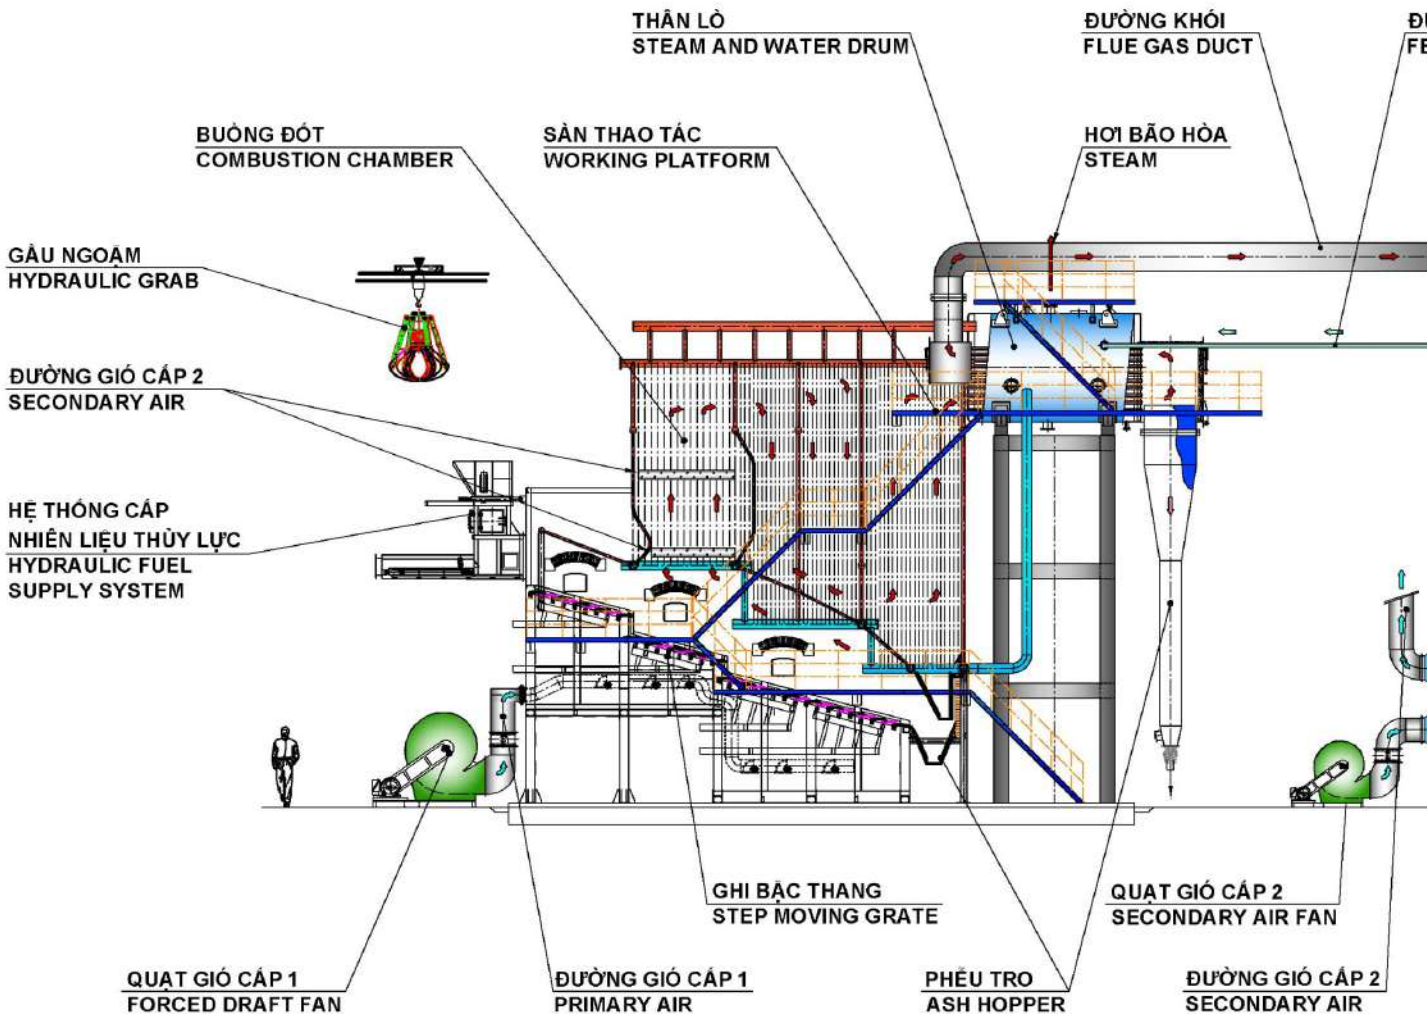 THÂN LÒ
STEAM AND WATER DRUM
ĐƯỜNG KHÓI
FLUE GAS DUCT
BUỒNG ĐỐT
COMBUSTION CHAMBER
SÀN THAO TÁC
WORKING PLATFORM
HƠI BÃO HÒA
STEAM
GẦU NGOẠM
HYDRAULIC GRAB
ĐƯỜNG GIÓ CẤP 2
SECONDARY AIR
HỆ THỐNG CẤP
NHIÊN LIỆU THỦY LỰC
HYDRAULIC FUEL
SUPPLY SYSTEM
GHI BẬC THANG
STEP MOVING GRATE
QUẠT GIÓ CẤP 2
SECONDARY AIR FAN
QUẠT GIÓ CẤP 1
FORCED DRAFT FAN
ĐƯỜNG GIÓ CẤP 1
PRIMARY AIR
PHỄU TRO
ASH HOPPER
ĐƯỜNG GIÓ CẤP 2
SECONDARY AIR